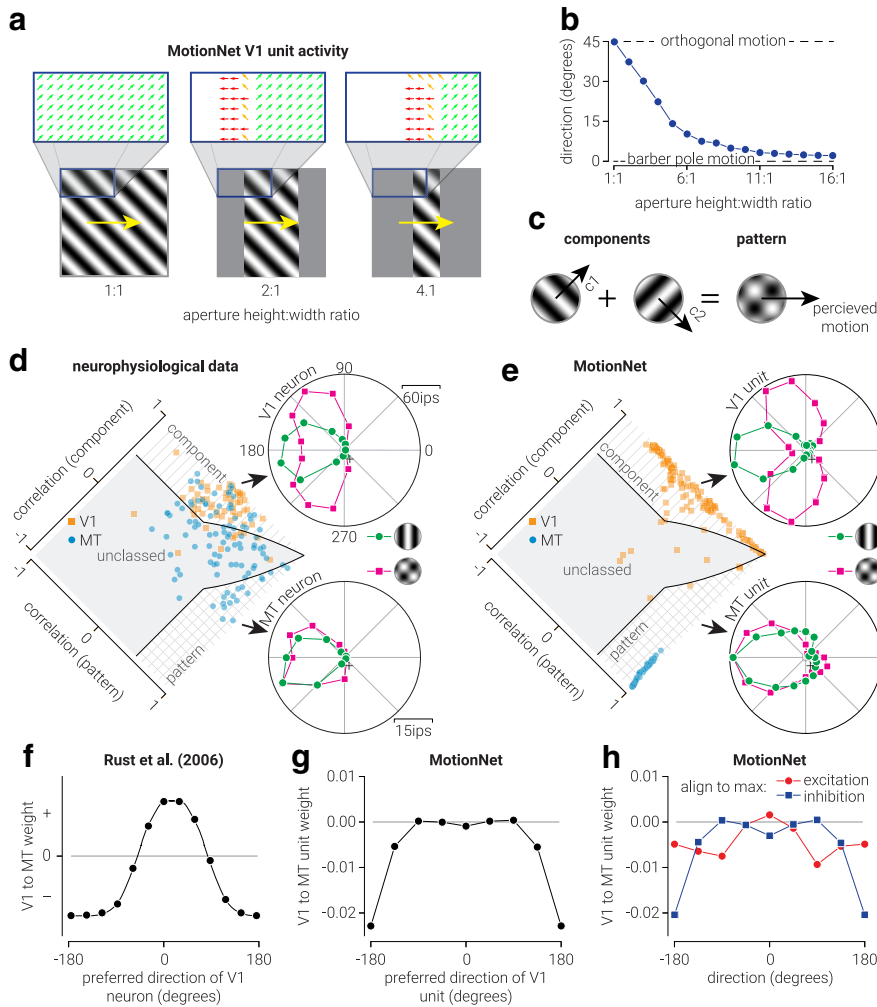 a
MotionNet V1 unit activity
1:1
2:1
4.1
aperture height:width ratio
b
direction (degrees)
45
30
15
0
orthogonal motion
barber pole motion
1:1
6:1
11:1
16:1
aperture height:width ratio
c
components
pattern
c1
+
c2
=
percieved
motion
d
neurophysiological data
correlation (component)
1
0
-1
component
V1
MT
unclassed
-1
0
1
correlation (pattern)
pattern
V1 neuron
90
180
0
270
60ips
MT neuron
15ips
e
MotionNet
correlation (component)
1
0
-1
component
V1
MT
unclassed
-1
0
1
correlation (pattern)
pattern
V1 unit
MT unit
f
Rust et al. (2006)
V1 to MT weight
+
0
−
-180
0
180
preferred direction of V1
neuron (degrees)
g
MotionNet
V1 to MT unit weight
0.01
0.00
-0.01
-0.02
-180
0
180
preferred direction of V1
unit (degrees)
h
MotionNet
V1 to MT unit weight
0.01
0.00
-0.01
-0.02
align to max:
excitation
inhibition
-180
0
180
direction (degrees)